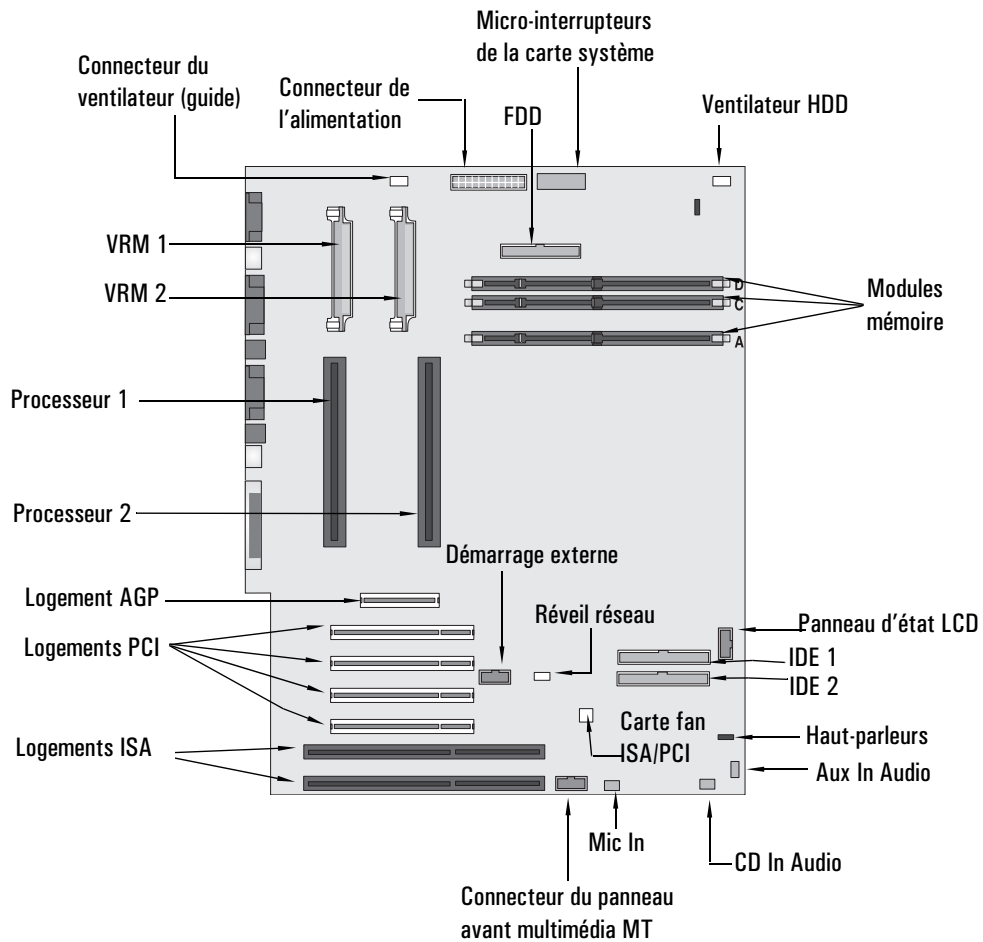 Micro-interrupteurs
de la carte système
Connecteur du
ventilateur (guide)
Connecteur de
l'alimentation
FDD
Ventilateur HDD
VRM 1
VRM 2
D
C
A
Modules
mémoire
Processeur 1
Processeur 2
Démarrage externe
Logement AGP
Réveil réseau
Panneau d'état LCD
Logements PCI
IDE 1
IDE 2
Carte fan
ISA/PCI
Logements ISA
Haut-parleurs
Aux In Audio
Mic In
CD In Audio
Connecteur du panneau
avant multimédia MT